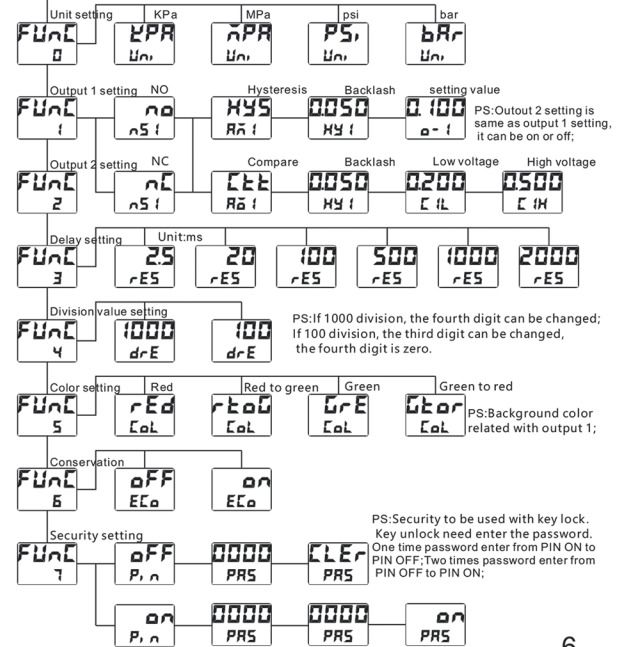 Unit setting KPa MPa psi bar
FUnC KPA MPA PSi bAr
0 Uni Uni Uni Uni
Output 1 setting NO Hysteresis Backlash setting value
FUnC no HYS 0.050 0.100
1 nS1 Am1 HY1 o-1
PS:Outout 2 setting is
same as output 1 setting,
it can be on or off;
Output 2 setting NC Compare Backlash Low voltage High voltage
FUnC nC Ctt 0.050 0.200 0.500
2 nS1 Am1 HY1 C1L C1H
Delay setting Unit:ms
FUnC 2.5 20 100 500 1000 2000
3 rES rES rES rES rES rES
Division value setting
FUnC 1000 100
4 drE drE
PS:If 1000 division, the fourth digit can be changed;
If 100 division, the third digit can be changed,
the fourth digit is zero.
Color setting Red Red to green Green Green to red
FUnC rEd rtoG GrE Gtor
5 CoL CoL CoL CoL
PS:Background color
related with output 1;
Conservation
FUnC oFF on
6 ECo ECo
Security setting
FUnC oFF 0000 CLEr
7 Pin PAS PAS
PS:Security to be used with key lock.
Key unlock need enter the password.
One time password enter from PIN ON to
PIN OFF;Two times password enter from
PIN OFF to PIN ON;
on 0000 0000 on
Pin PAS PAS PAS
6